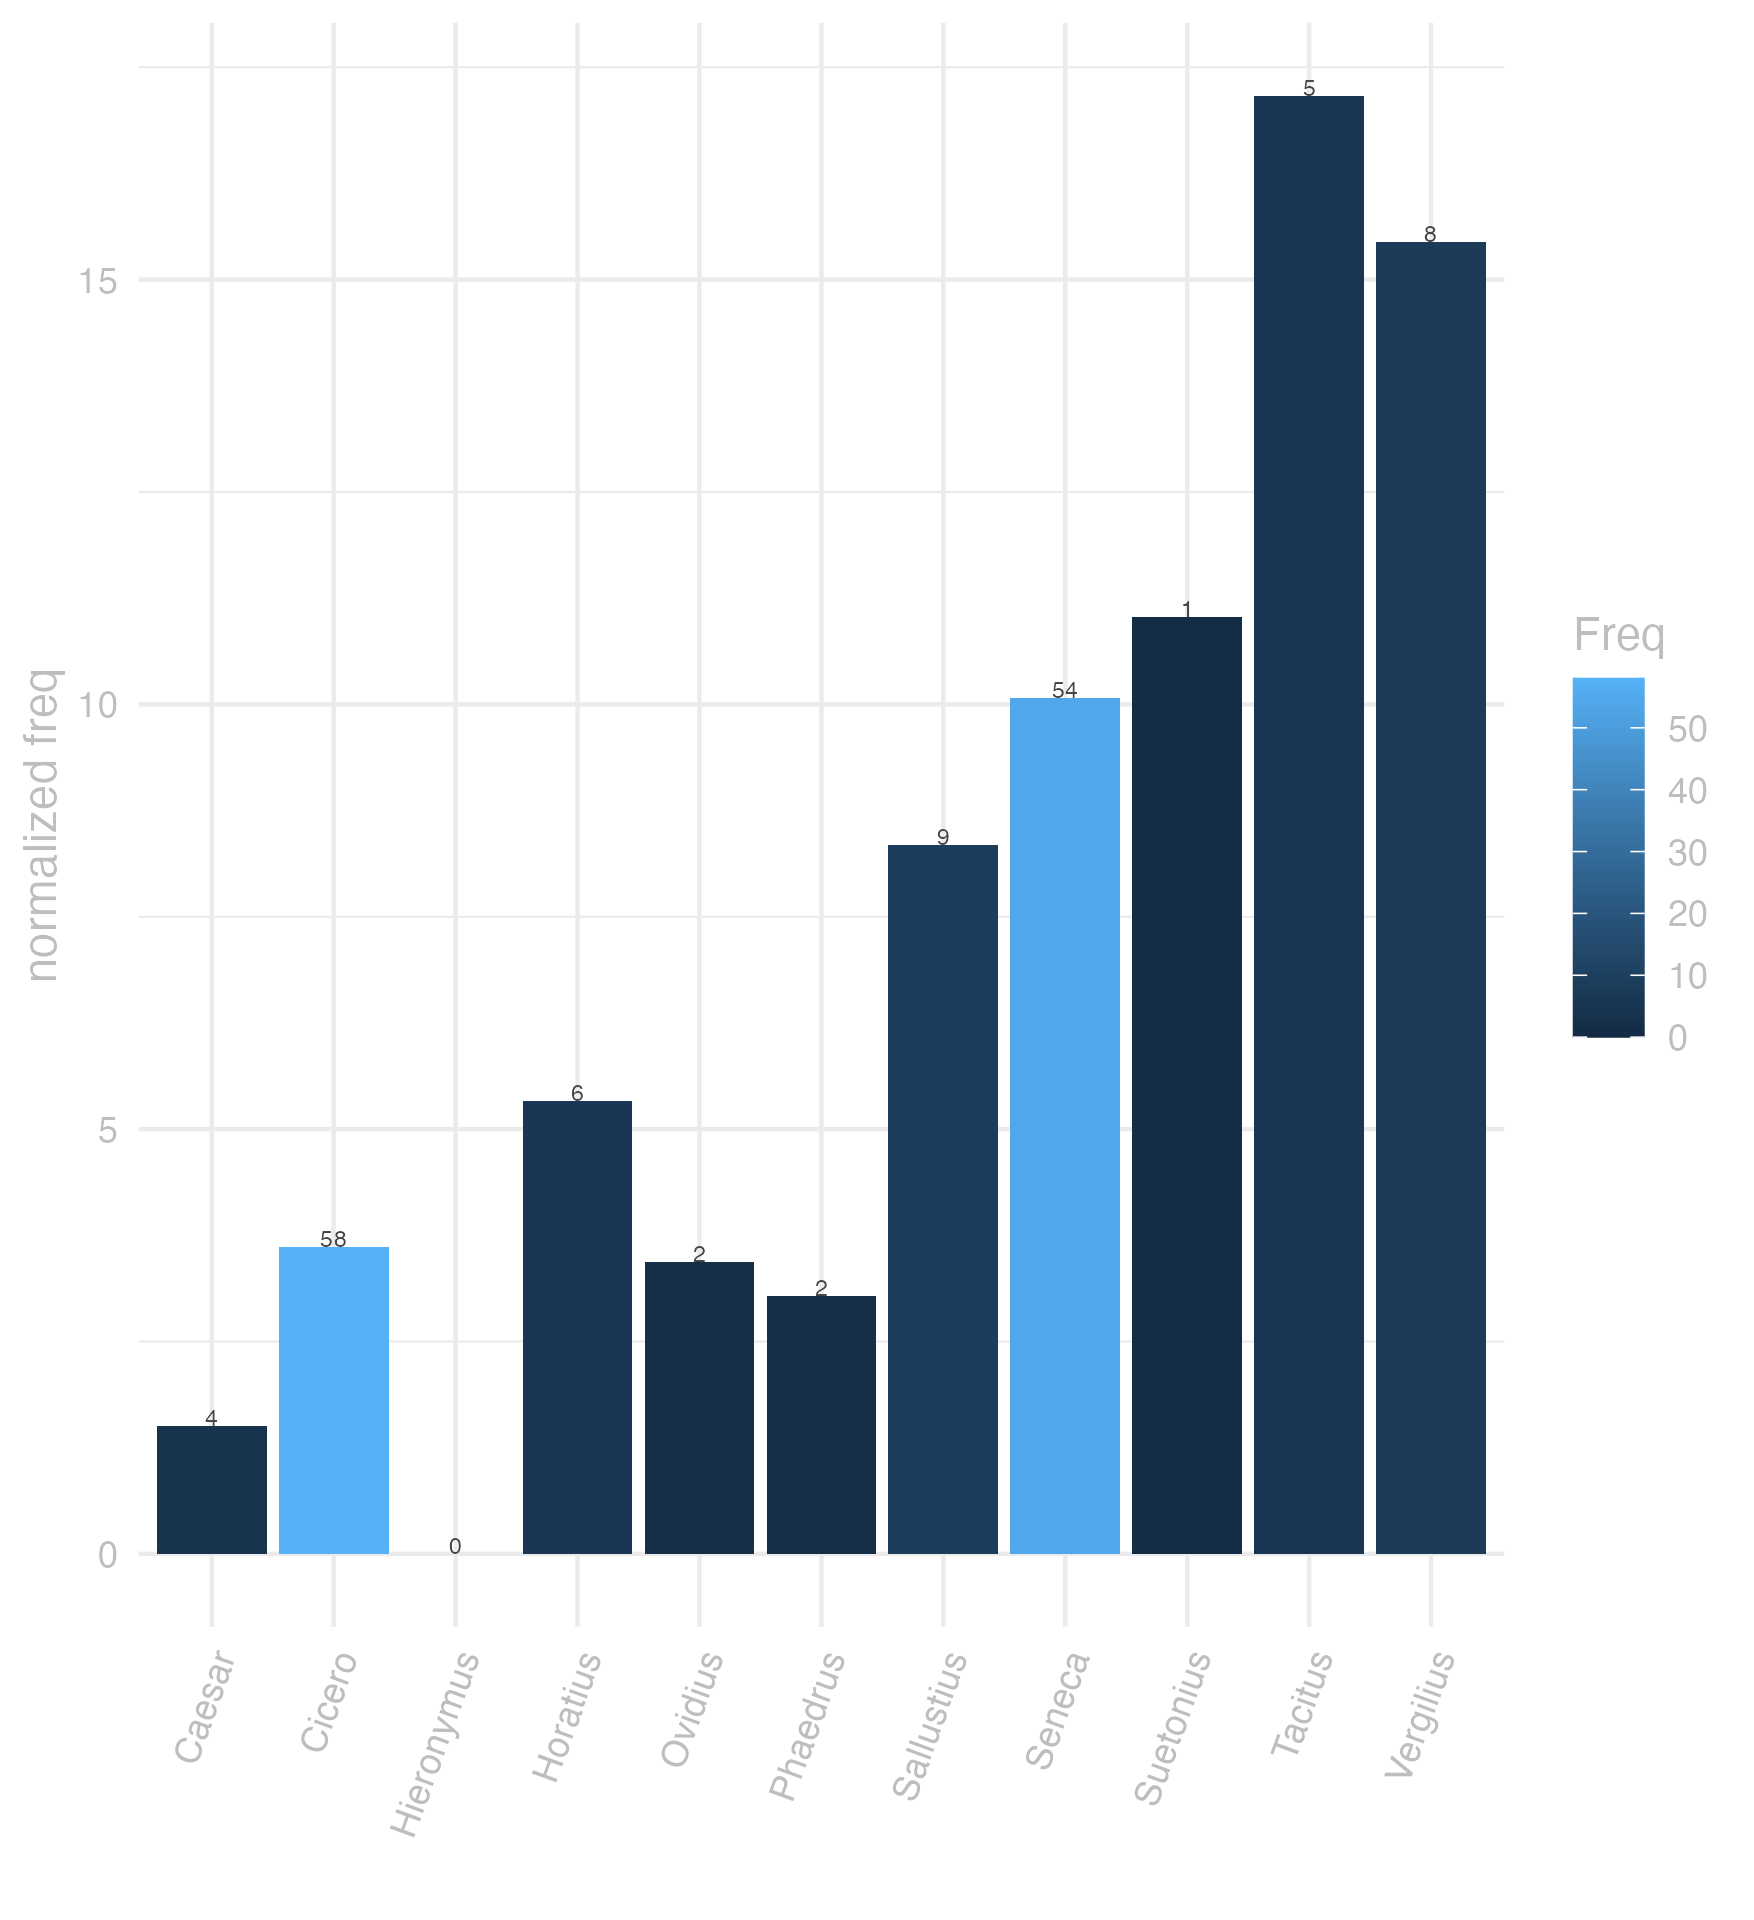 5
8
15
1
Freq
54
10
50
40
9
30
normalized freq
20
10
0
6
5
58
2
2
4
0
0
Caesar
Cicero
Hieronymus
Horatius
Ovidius
Phaedrus
Sallustius
Seneca
Suetonius
Tacitus
Vergilius